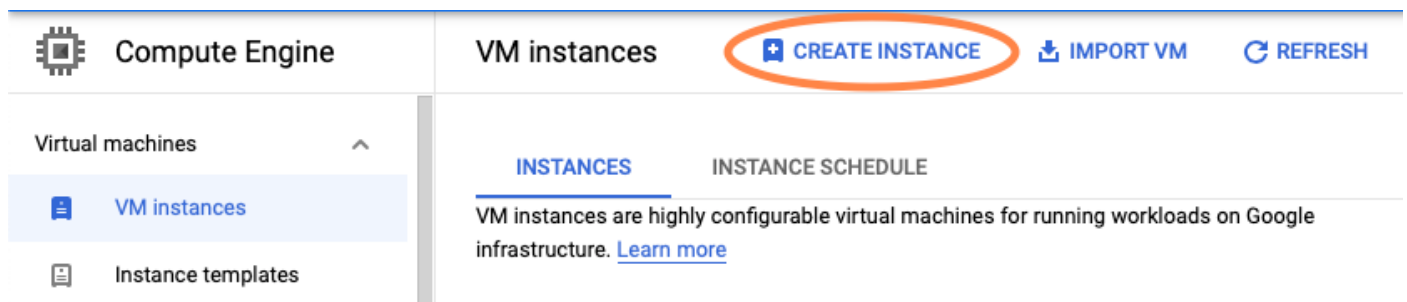 Compute Engine
VM instances
CREATE INSTANCE
IMPORT VM
REFRESH
Virtual machines
VM instances
Instance templates
INSTANCES
INSTANCE SCHEDULE
VM instances are highly configurable virtual machines for running workloads on Google
infrastructure. Learn more